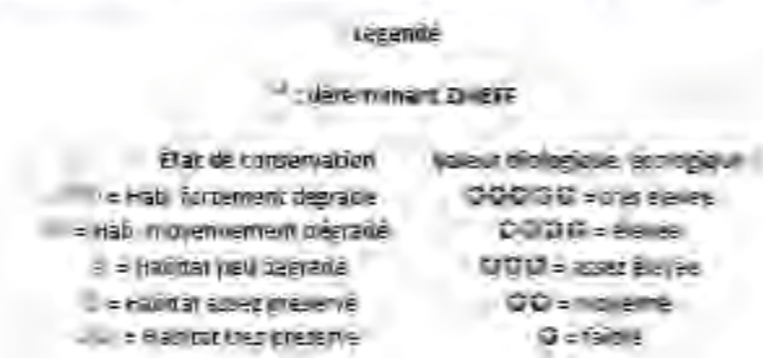 Légende
: déterminant ZNIEFF
Etat de conservation
= Hab. fortement dégradé
= Hab. moyennement dégradé
= Habitat peu dégradé
= Habitat assez préservé
= Habitat très préservé
Valeur biologique, écologique
= très élevée
= élevée
= assez élevée
= moyenne
= faible